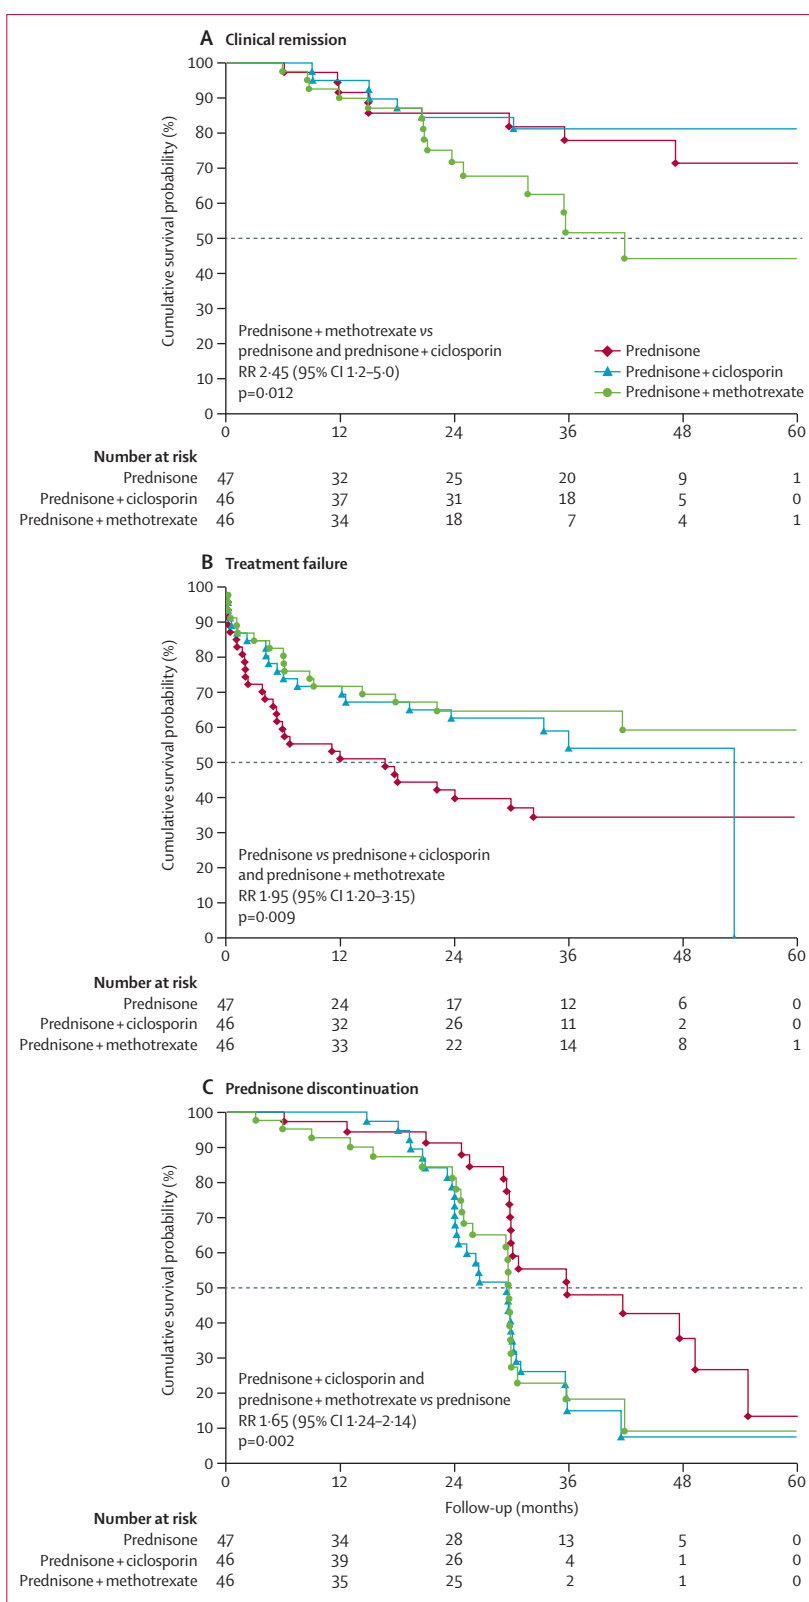 A Clinical remission
Cumulative survival probability (%)
100
90
80
70
60
50
40
30
20
10
0
Prednisone + methotrexate vs
prednisone and prednisone + ciclosporin
RR 2·45 (95% CI 1·2–5·0)
p=0·012
Prednisone
Prednisone + ciclosporin
Prednisone + methotrexate
0 12 24 36 48 60
Number at risk
Prednisone 47 32 25 20 9 1
Prednisone + ciclosporin 46 37 31 18 5 0
Prednisone + methotrexate 46 34 18 7 4 1
B Treatment failure
Cumulative survival probability (%)
100
90
80
70
60
50
40
30
20
10
0
Prednisone vs prednisone + ciclosporin
and prednisone + methotrexate
RR 1·95 (95% CI 1·20–3·15)
p=0·009
0 12 24 36 48 60
Number at risk
Prednisone 47 24 17 12 6 0
Prednisone + ciclosporin 46 32 26 11 2 0
Prednisone + methotrexate 46 33 22 14 8 1
C Prednisone discontinuation
Cumulative survival probability (%)
100
90
80
70
60
50
40
30
20
10
0
Prednisone + ciclosporin and
prednisone + methotrexate vs prednisone
RR 1·65 (95% CI 1·24–2·14)
p=0·002
0 12 24 36 48 60
Follow-up (months)
Number at risk
Prednisone 47 34 28 13 5 0
Prednisone + ciclosporin 46 39 26 4 1 0
Prednisone + methotrexate 46 35 25 2 1 0